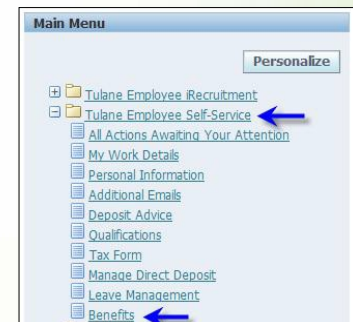 Main Menu
Personalize
Tulane Employee iRecruitment
Tulane Employee Self-Service
All Actions Awaiting Your Attention
My Work Details
Personal Information
Additional Emails
Deposit Advice
Qualifications
Tax Form
Manage Direct Deposit
Leave Management
Benefits